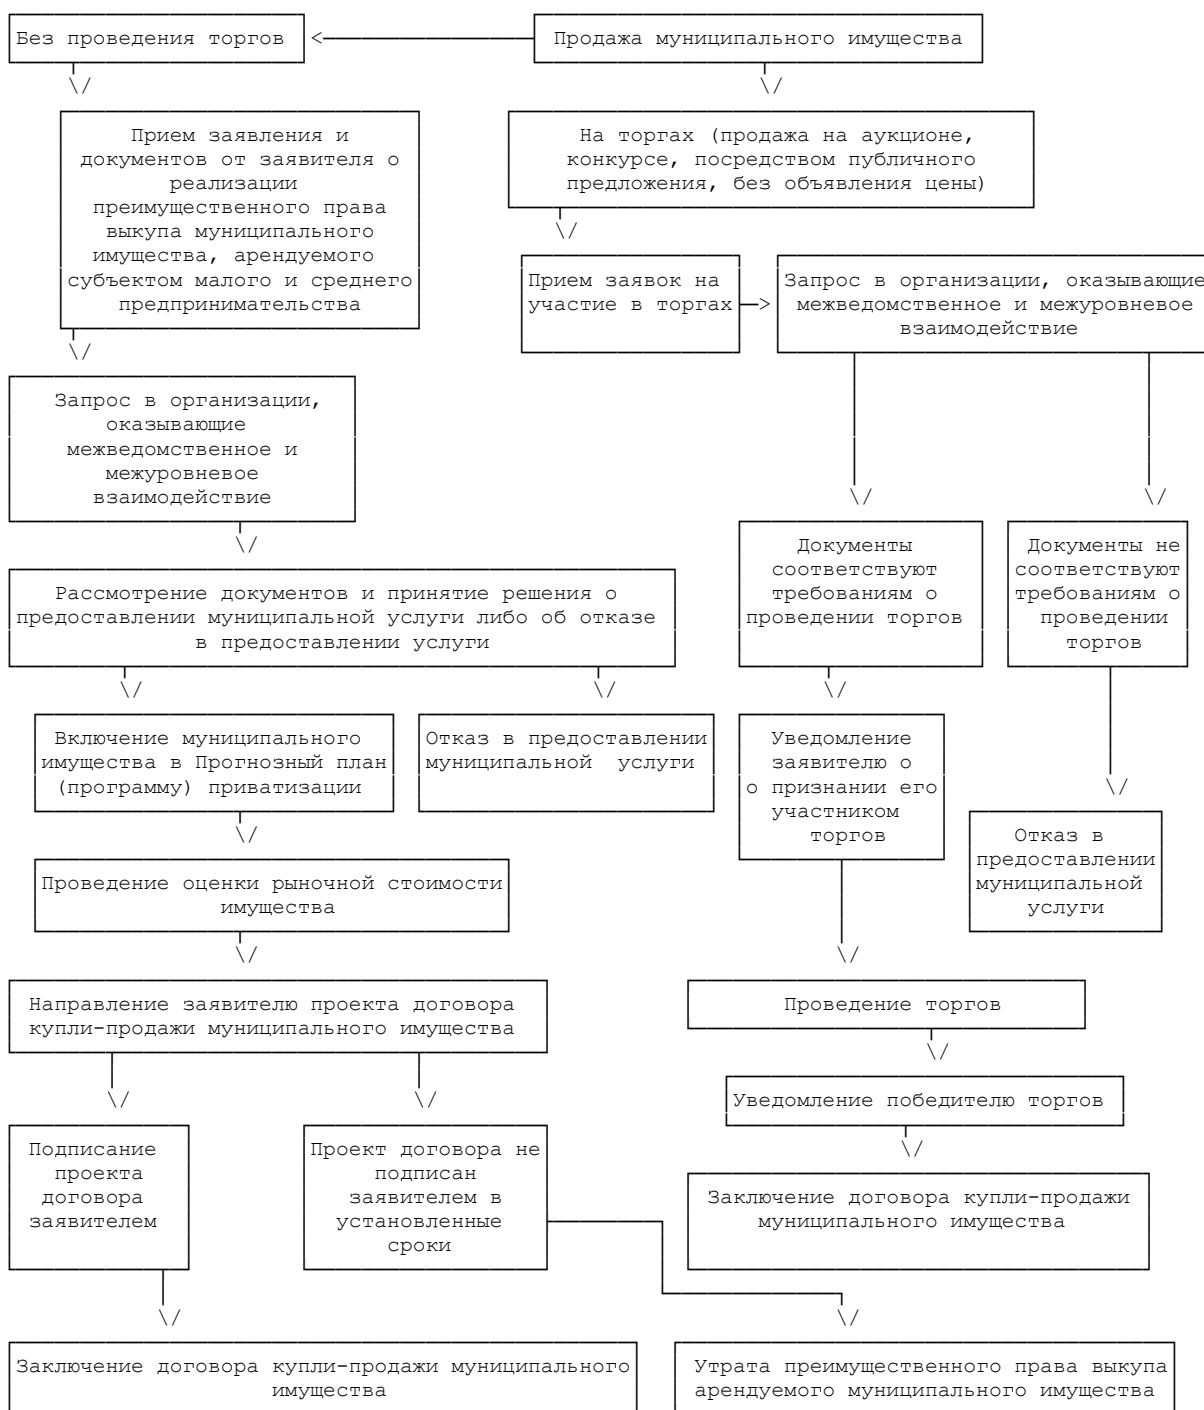 Без проведения торгов
Продажа муниципального имущества
Прием заявления и
документов от заявителя о
реализации
преимущественного права
выкупа муниципального
имущества, арендуемого
субъектом малого и среднего
предпринимательства
На торгах (продажа на аукционе,
конкурсе, посредством публичного
предложения, без объявления цены)
Прием заявок на
участие в торгах
Запрос в организации, оказывающие
межведомственное и межуровневое
взаимодействие
Запрос в организации,
оказывающие
межведомственное и
межуровневое
взаимодействие
Документы
соответствуют
требованиям о
проведении торгов
Документы не
соответствуют
требованиям о
проведении
торгов
Рассмотрение документов и принятие решения о
предоставлении муниципальной услуги либо об отказе
в предоставлении услуги
Включение муниципального
имущества в Прогнозный план
(программу) приватизации
Отказ в предоставлении
муниципальной услуги
Уведомление
заявителю о
о признании его
участником
торгов
Отказ в
предоставлении
муниципальной
услуги
Проведение оценки рыночной стоимости
имущества
Направление заявителю проекта договора
купли-продажи муниципального имущества
Проведение торгов
Уведомление победителю торгов
Подписание
проекта
договора
заявителем
Проект договора не
подписан
заявителем в
установленные
сроки
Заключение договора купли-продажи
муниципального имущества
Заключение договора купли-продажи муниципального
имущества
Утрата преимущественного права выкупа
арендуемого муниципального имущества